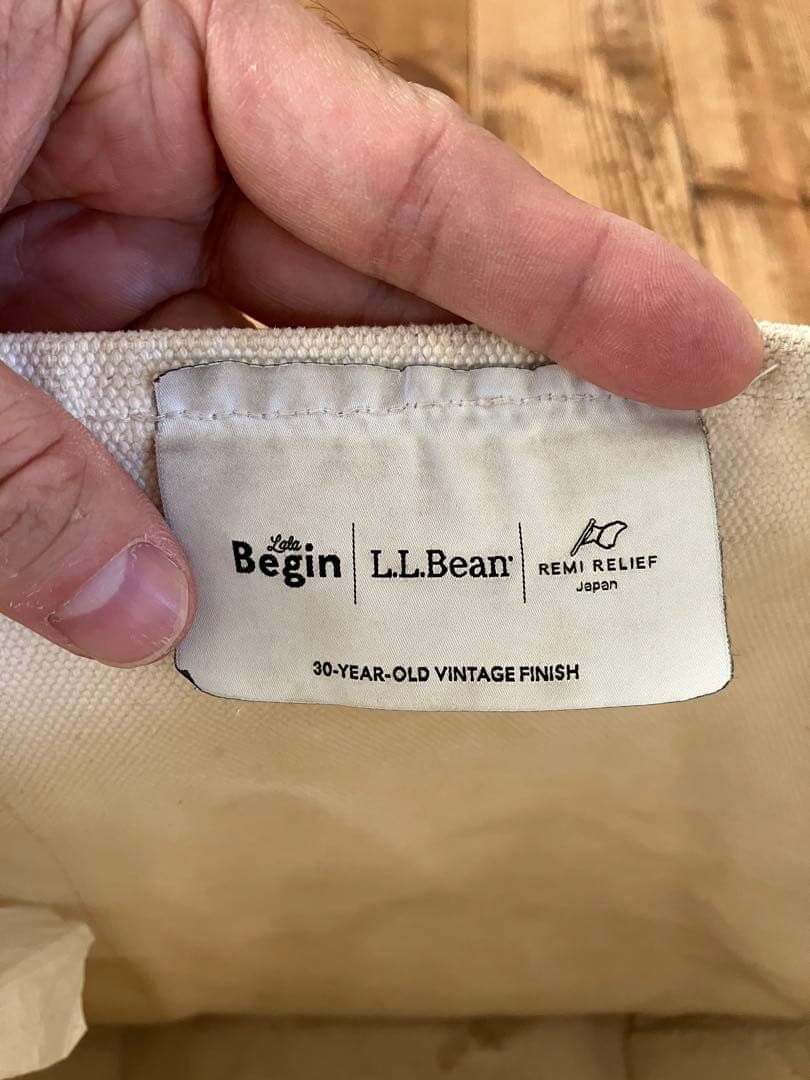 Lala
Begin
L.L.Bean®
REMI RELIEF
Japan
30-YEAR-OLD VINTAGE FINISH